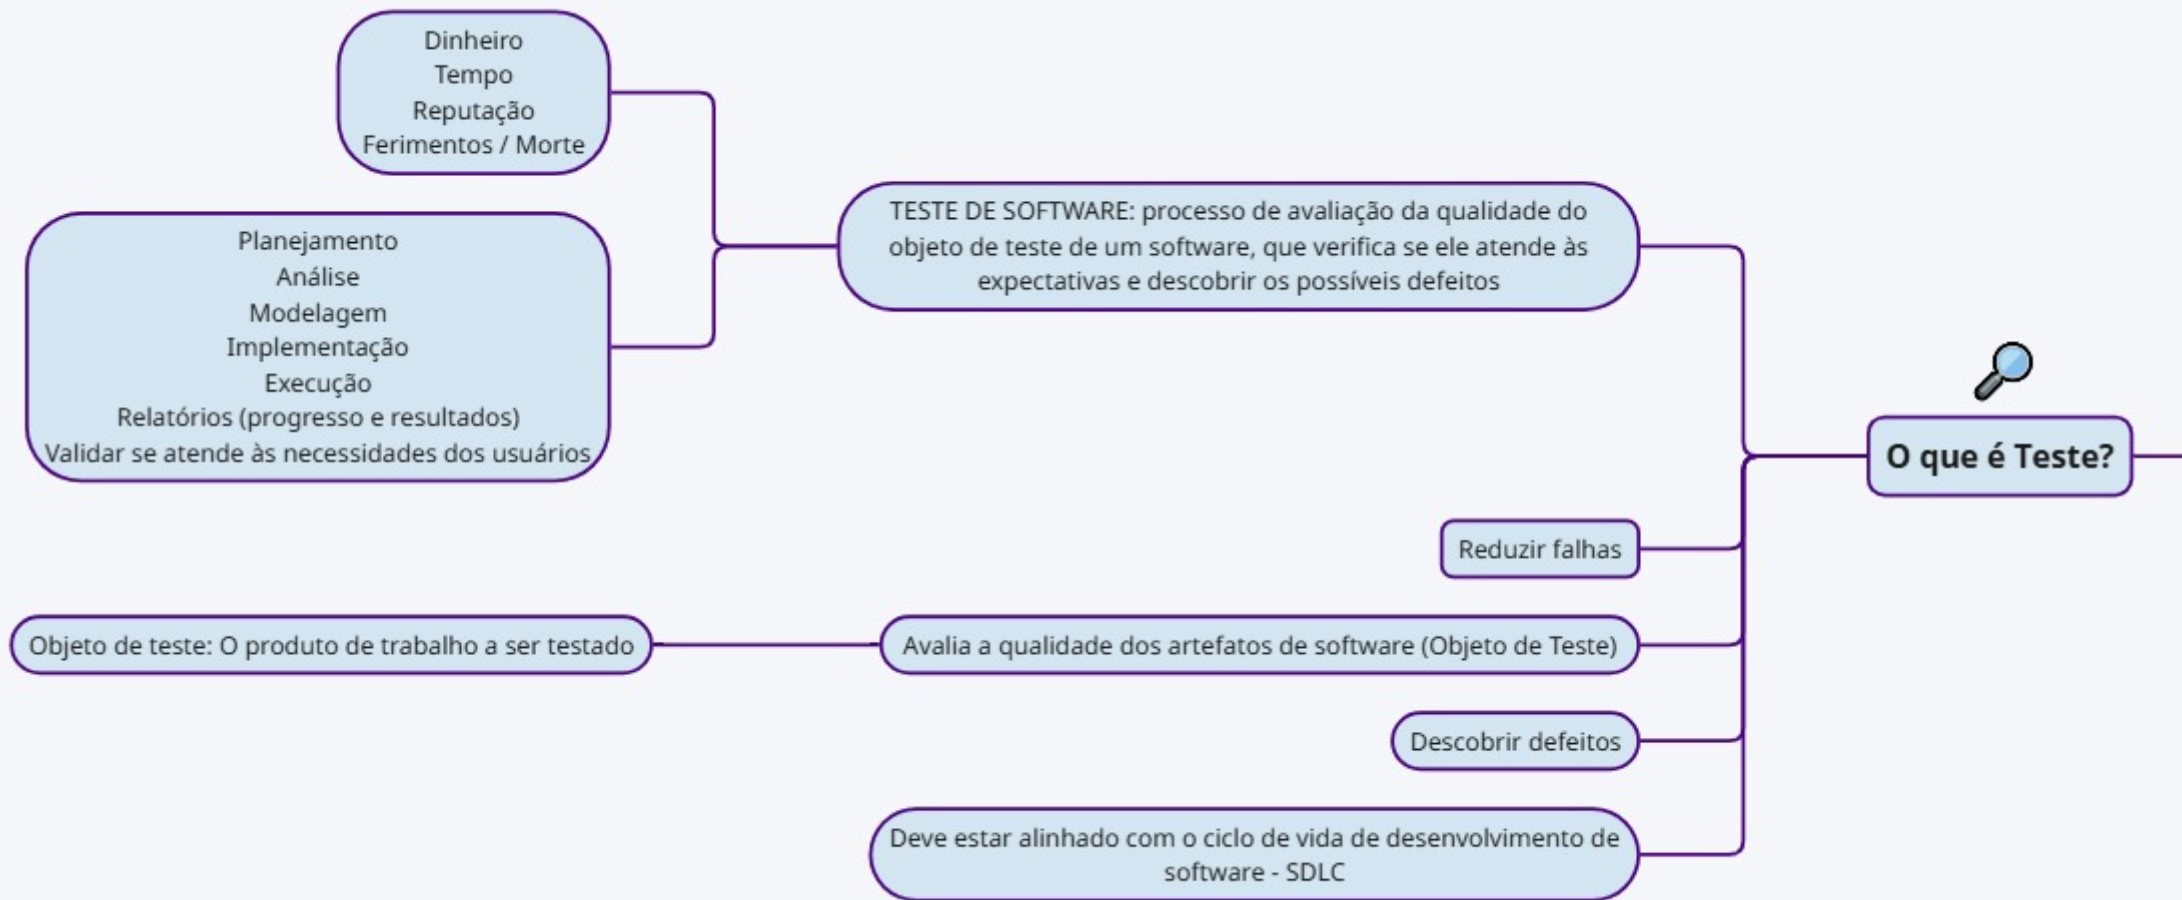 Dinheiro
Tempo
Reputação
Ferimentos / Morte
Planejamento
Análise
Modelagem
Implementação
Execução
Relatórios (progresso e resultados)
Validar se atende às necessidades dos usuários
TESTE DE SOFTWARE: processo de avaliação da qualidade do
objeto de teste de um software, que verifica se ele atende às
expectativas e descobrir os possíveis defeitos
O que é Teste?
Reduzir falhas
Objeto de teste: O produto de trabalho a ser testado
Avalia a qualidade dos artefatos de software (Objeto de Teste)
Descobrir defeitos
Deve estar alinhado com o ciclo de vida de desenvolvimento de
software - SDLC